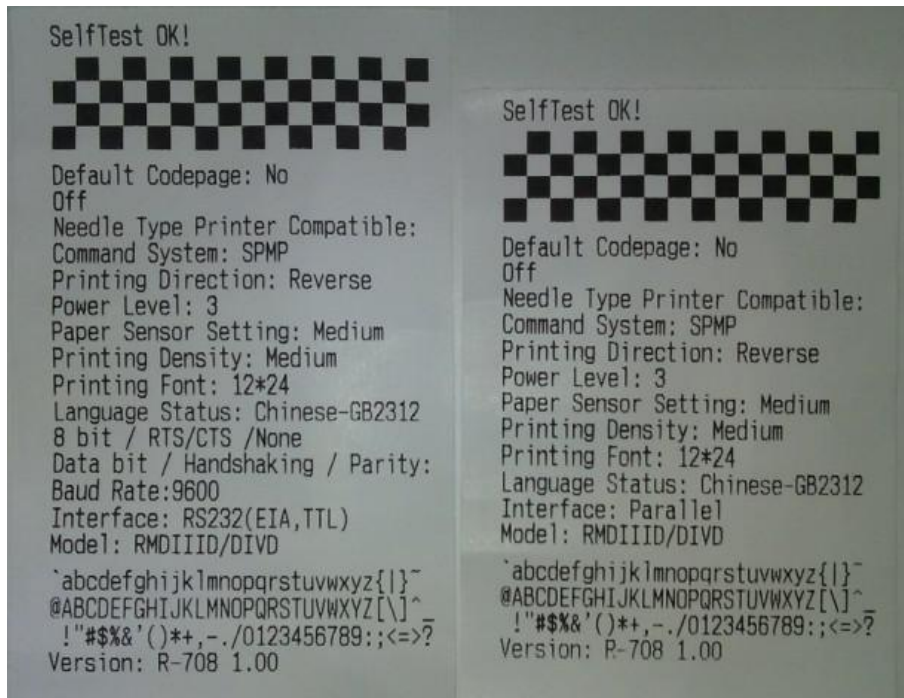 SelfTest OK!
Default Codepage: No
Off
Needle Type Printer Compatible:
Command System: SPMP
Printing Direction: Reverse
Power Level: 3
Paper Sensor Setting: Medium
Printing Density: Medium
Printing Font: 12*24
Language Status: Chinese-GB2312
8 bit / RTS/CTS /None
Data bit / Handshaking / Parity:
Baud Rate:9600
Interface: RS232(EIA,TTL)
Model: RMDIIID/DIVD
`abcdefghijklmnopqrstuvwxyz{|}~
@ABCDEFGHIJKLMNOPQRSTUVWXYZ[\]^_
!"#$%&'()*+,-./0123456789:;<=>?
Version: R-708 1.00
SelfTest OK!
Default Codepage: No
Off
Needle Type Printer Compatible:
Command System: SPMP
Printing Direction: Reverse
Power Level: 3
Paper Sensor Setting: Medium
Printing Density: Medium
Printing Font: 12*24
Language Status: Chinese-GB2312
Interface: Parallel
Model: RMDIIID/DIVD
`abcdefghijklmnopqrstuvwxyz{|}~
@ABCDEFGHIJKLMNOPQRSTUVWXYZ[\]^_
!"#$%&'()*+,-./0123456789:;<=>?
Version: R-708 1.00